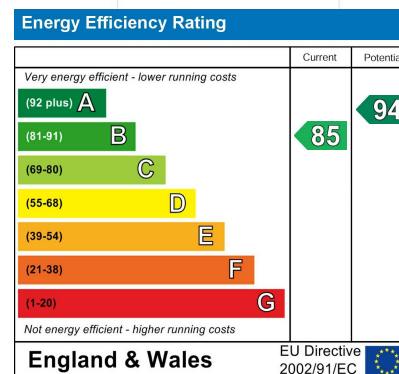 Energy Efficiency Rating
Current Potentia
Very energy efficient - lower running costs
(92 plus) A
94
(81-91) B
85
(69-80) C
(55-68) D
(39-54) E
(21-38) F
(1-20) G
Not energy efficient - higher running costs
England & Wales
EU Directive
2002/91/EC